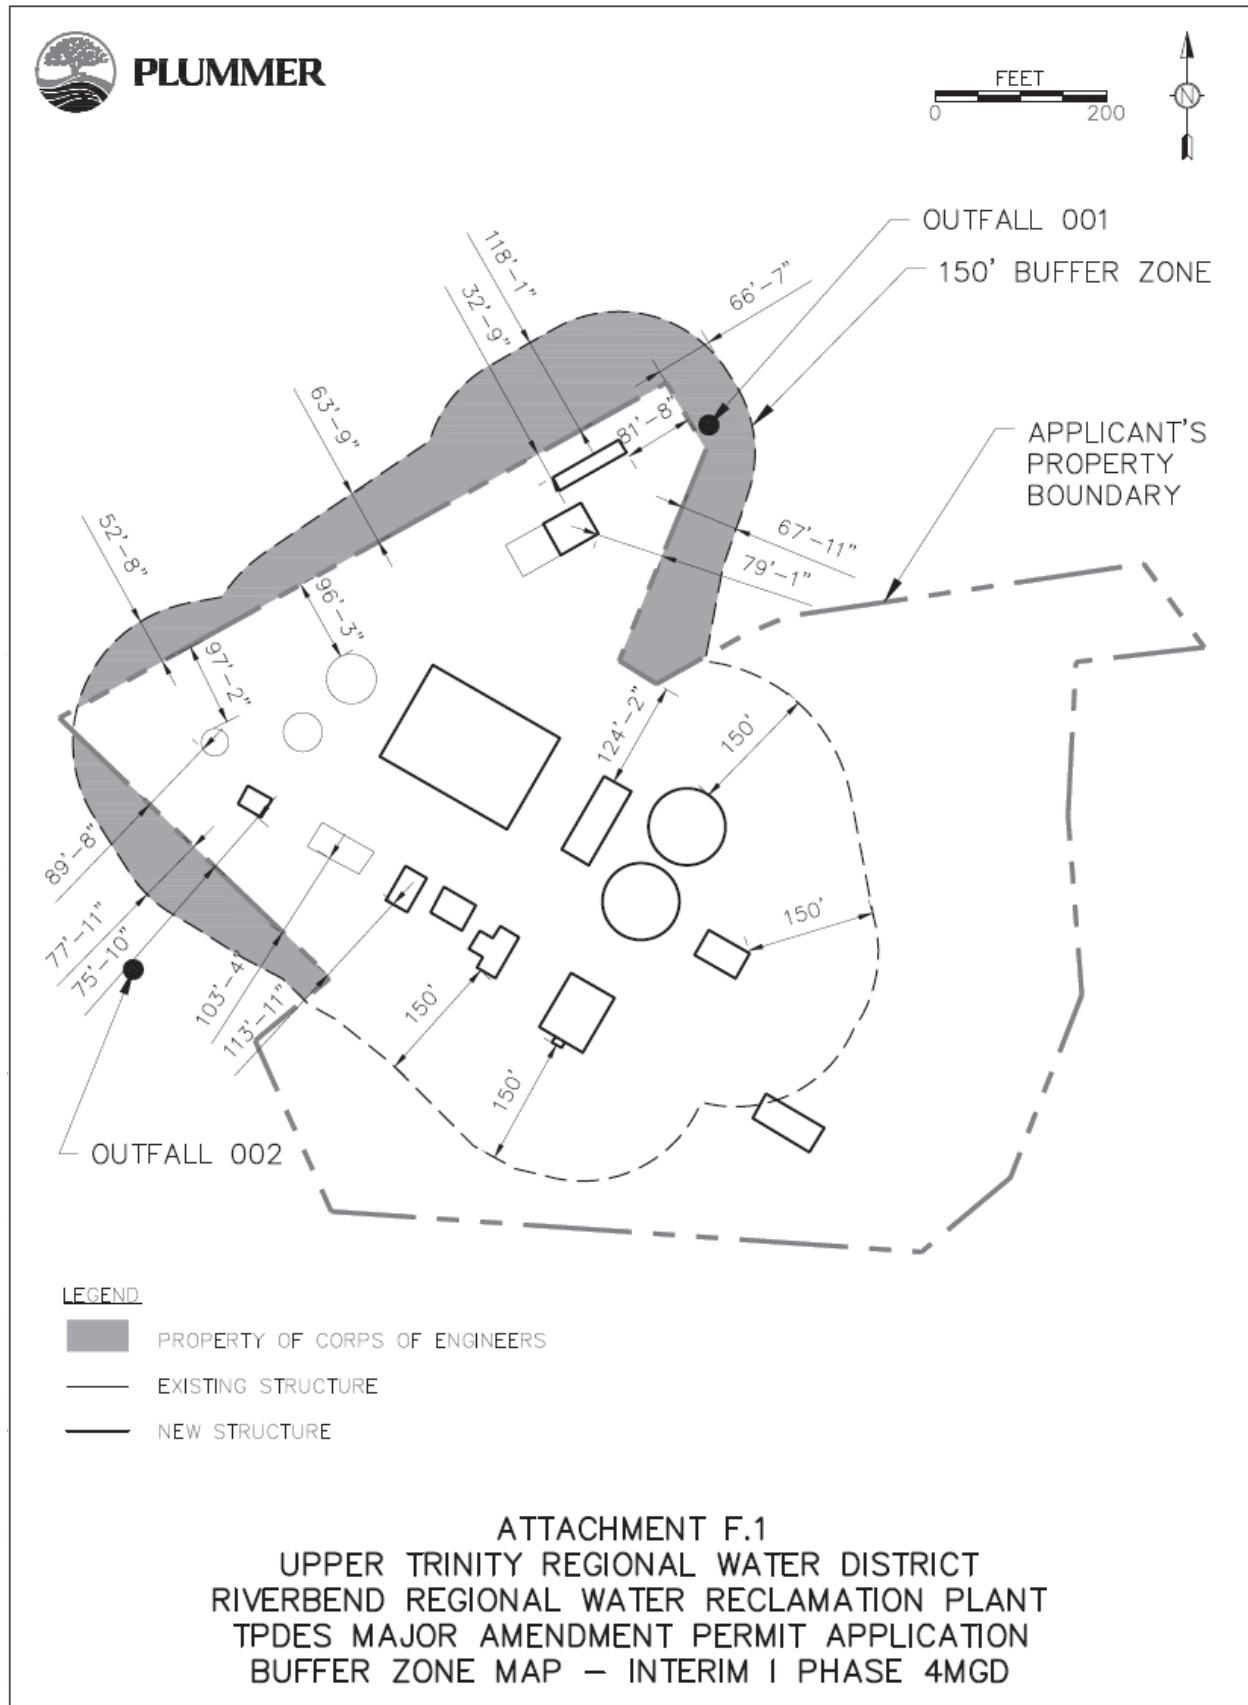 PLUMMER
FEET
0 200
N
OUTFALL 001
150' BUFFER ZONE
118'-1"
32'-9"
66'-7"
63'-9"
81'-8"
APPLICANT'S
PROPERTY
BOUNDARY
52'-8"
67'-11"
79'-1"
96'-3"
97'-2"
124'-2"
150'
89'-8"
77'-11"
75'-10"
103'-4"
113'-11"
150'
150'
150'
OUTFALL 002
LEGEND
PROPERTY OF CORPS OF ENGINEERS
EXISTING STRUCTURE
NEW STRUCTURE
ATTACHMENT F.1
UPPER TRINITY REGIONAL WATER DISTRICT
RIVERBEND REGIONAL WATER RECLAMATION PLANT
TPDES MAJOR AMENDMENT PERMIT APPLICATION
BUFFER ZONE MAP – INTERIM I PHASE 4MGD